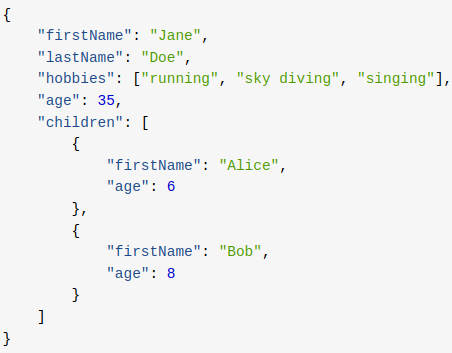 {
    "firstName": "Jane",
    "lastName": "Doe",
    "hobbies": ["running", "sky diving", "singing"],
    "age": 35,
    "children": [
        {
            "firstName": "Alice",
            "age": 6
        },
        {
            "firstName": "Bob",
            "age": 8
        }
    ]
}